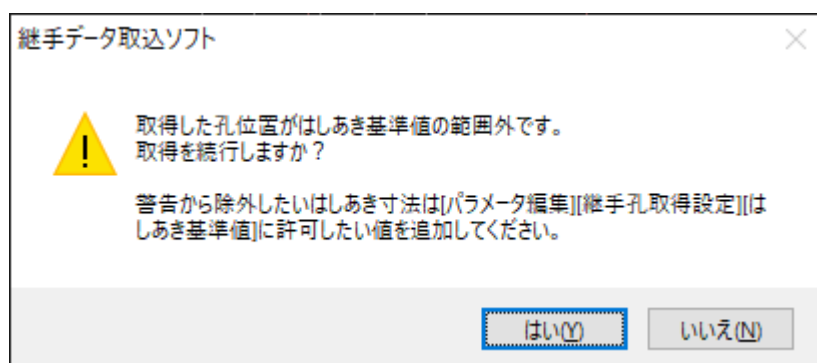 継手データ取込ソフト
取得した孔位置がはしあき基準値の範囲外です。
取得を続行しますか？
警告から除外したいはしあき寸法は[パラメータ編集][継手孔取得設定][は
しあき基準値]に許可したい値を追加してください。
はい(Y)
いいえ(N)